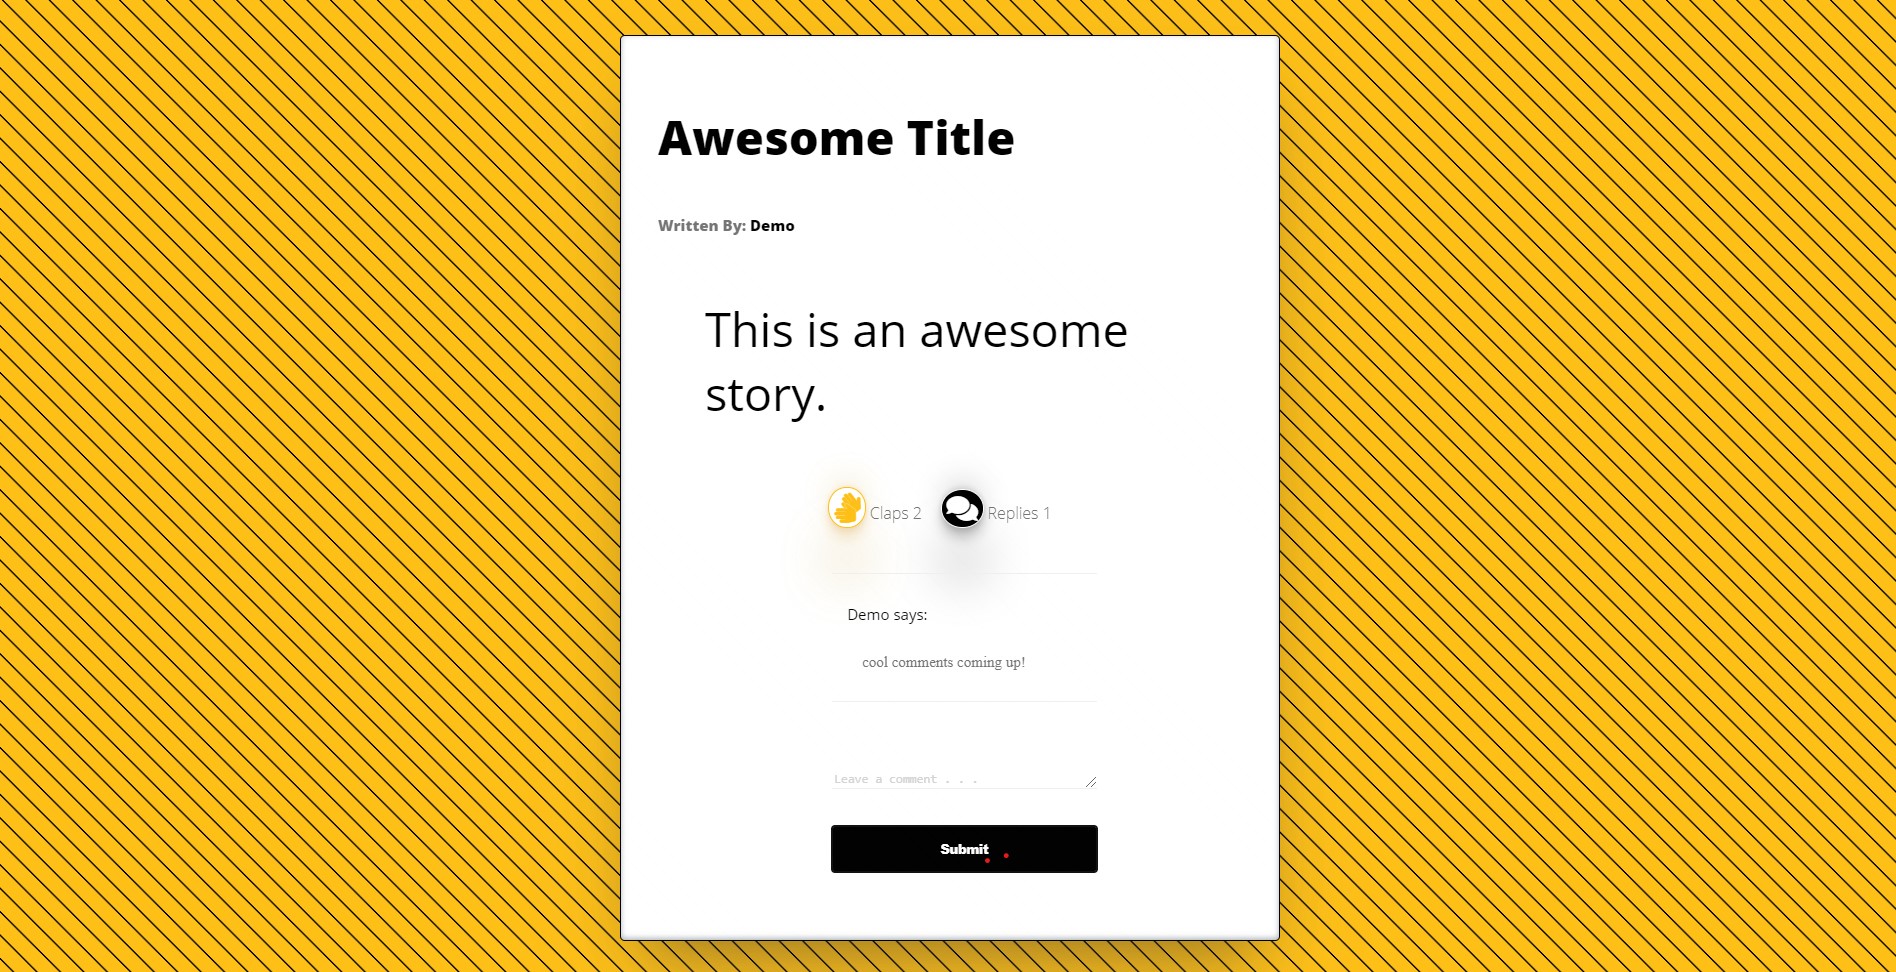 Awesome Title
Written By: Demo
This is an awesome
story.
Claps 2 Replies 1
Demo says:
cool comments coming up!
Leave a comment . . .
Submit